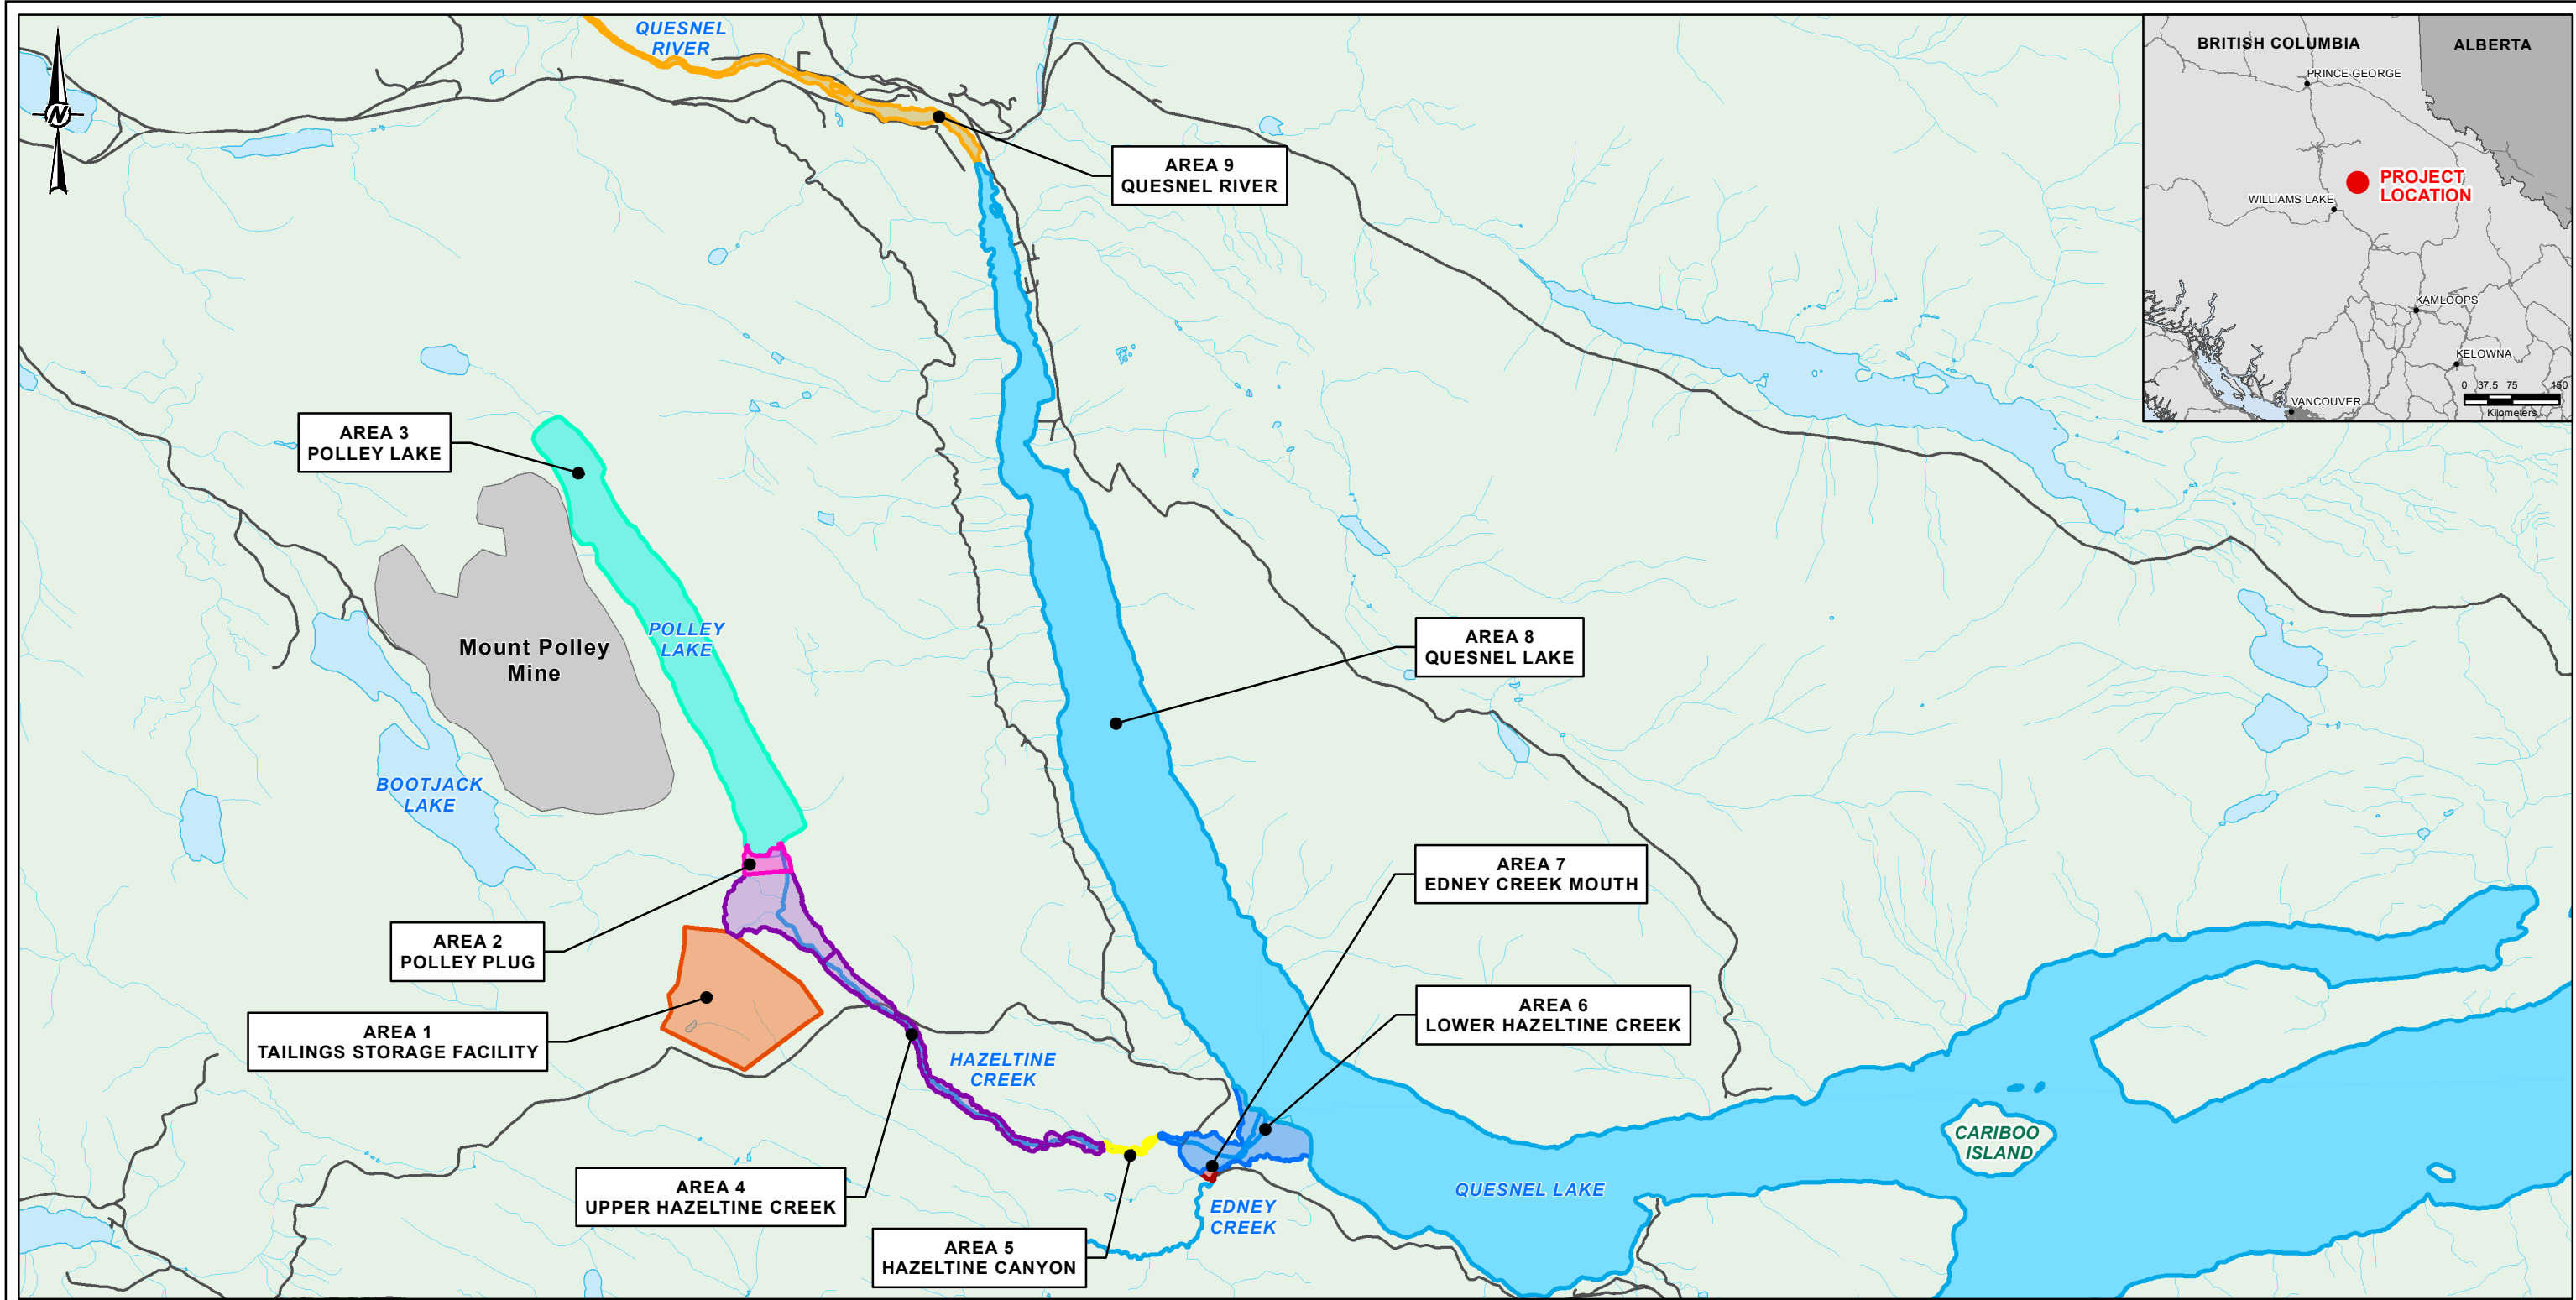 QUESNEL
RIVER
N
AREA 9
QUESNEL RIVER
BRITISH COLUMBIA
ALBERTA
PRINCE GEORGE
PROJECT
LOCATION
WILLIAMS LAKE
KAMLOOPS
KELOWNA
0 37.5 75 150
Kilometers
VANCOUVER
AREA 3
POLLEY LAKE
Mount Polley
Mine
POLLEY
LAKE
BOOTJACK
LAKE
AREA 8
QUESNEL LAKE
AREA 2
POLLEY PLUG
AREA 7
EDNEY CREEK MOUTH
AREA 1
TAILINGS STORAGE FACILITY
AREA 6
LOWER HAZELTINE CREEK
HAZELTINE
CREEK
AREA 4
UPPER HAZELTINE CREEK
AREA 5
HAZELTINE CANYON
EDNEY
CREEK
QUESNEL LAKE
CARIBOO
ISLAND